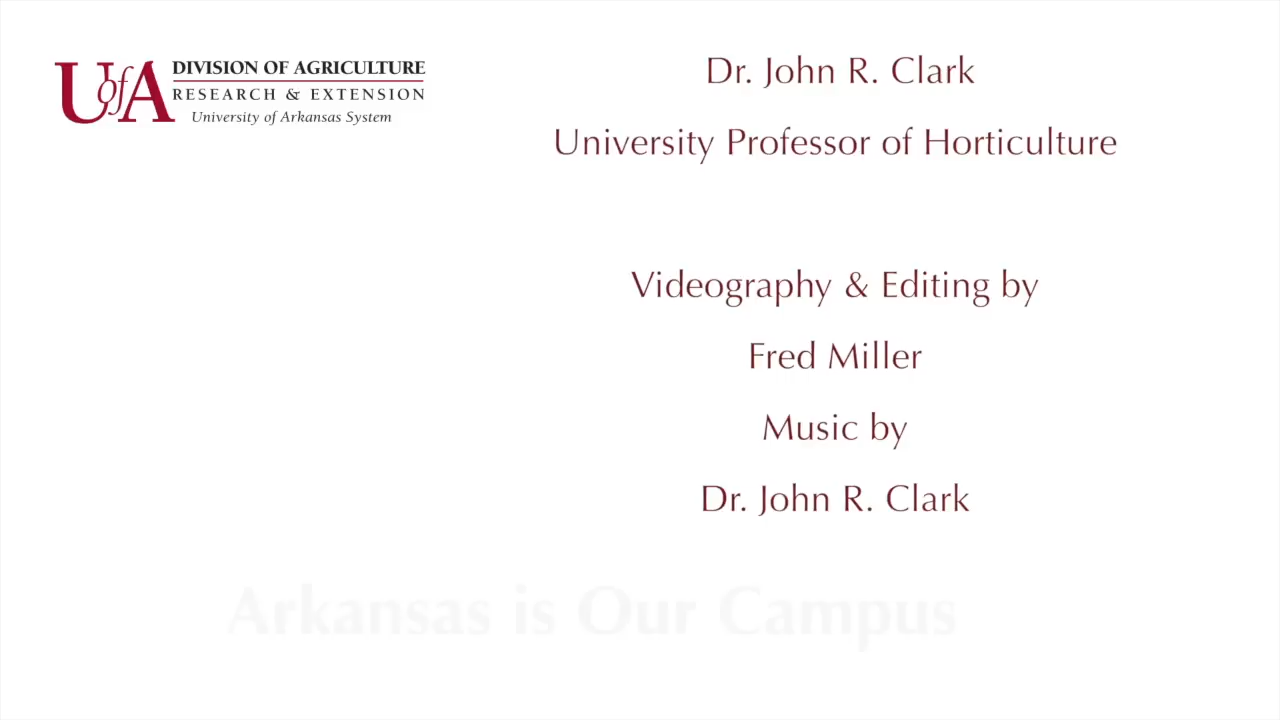 UofA
DIVISION OF AGRICULTURE
RESEARCH & EXTENSION
University of Arkansas System
Dr. John R. Clark
University Professor of Horticulture
Videography & Editing by
Fred Miller
Music by
Dr. John R. Clark
Arkansas is Our Campus